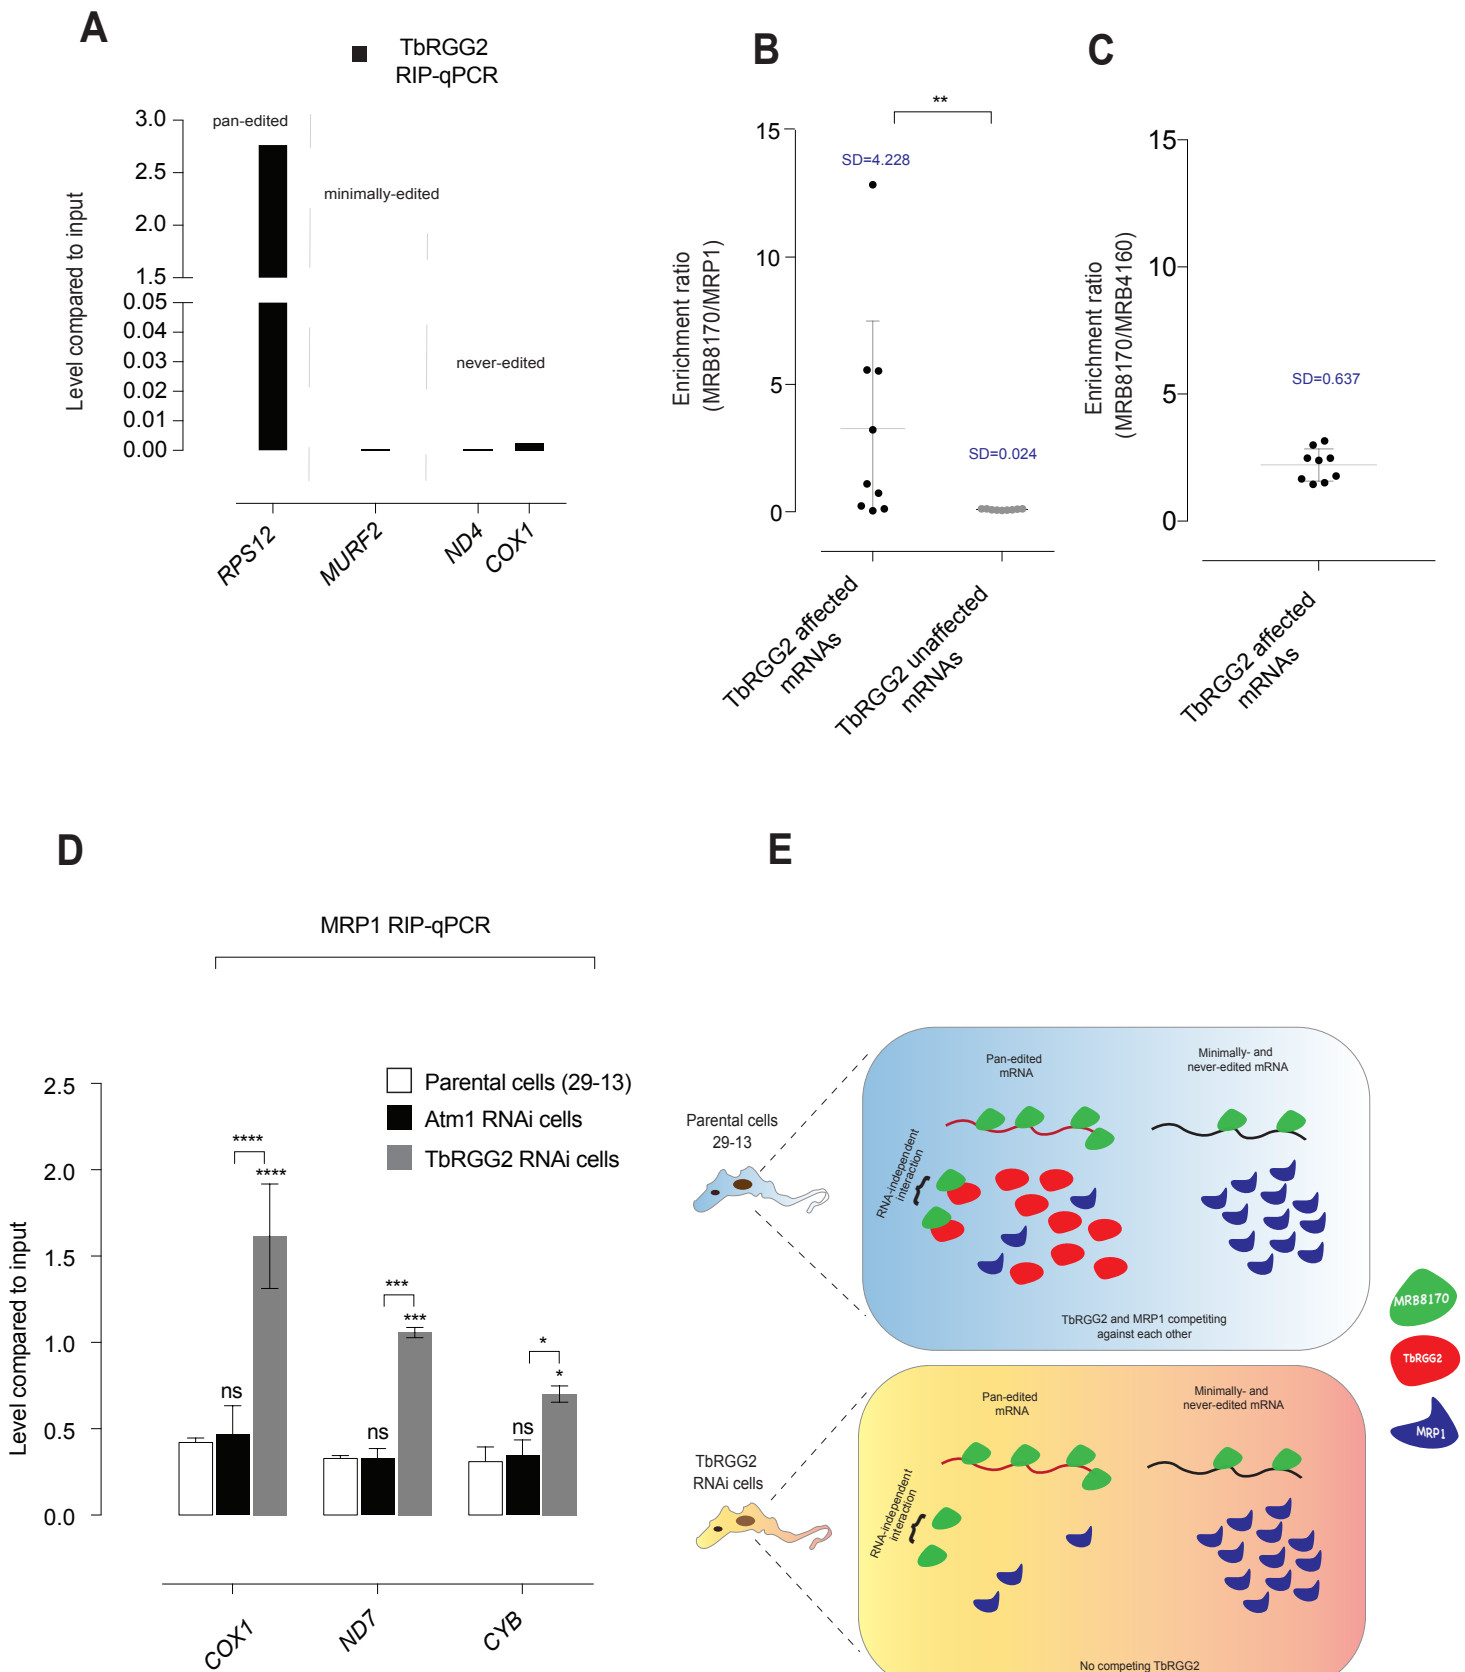 A
TbRGG2
RIP-qPCR
Level compared to input
3.0
2.5
2.0
1.5
0.05
0.04
0.03
0.02
0.01
0.00
pan-edited
minimally-edited
never-edited
RPS12
MURF2
ND4
COX1
B
Enrichment ratio
(MRB8170/MRP1)
15
10
5
0
**
SD=4.228
SD=0.024
TbRGG2 affected
mRNAs
TbRGG2 unaffected
mRNAs
C
Enrichment ratio
(MRB8170/MRB4160)
15
10
5
0
SD=0.637
TbRGG2 affected
mRNAs
D
MRP1 RIP-qPCR
Parental cells (29-13)
Atm1 RNAi cells
TbRGG2 RNAi cells
Level compared to input
2.5
2.0
1.5
1.0
0.5
0.0
****
****
ns
***
***
ns
*
*
ns
COX1
ND7
CYB
E
Parental cells
29-13
Pan-edited
mRNA
Minimally- and
never-edited mRNA
RNA-independent
interaction
TbRGG2 and MRP1 competiting
against each other
MRB8170
TbRGG2
MRP1
TbRGG2
RNAi cells
Pan-edited
mRNA
Minimally- and
never-edited mRNA
RNA-independent
interaction
No competing TbRGG2